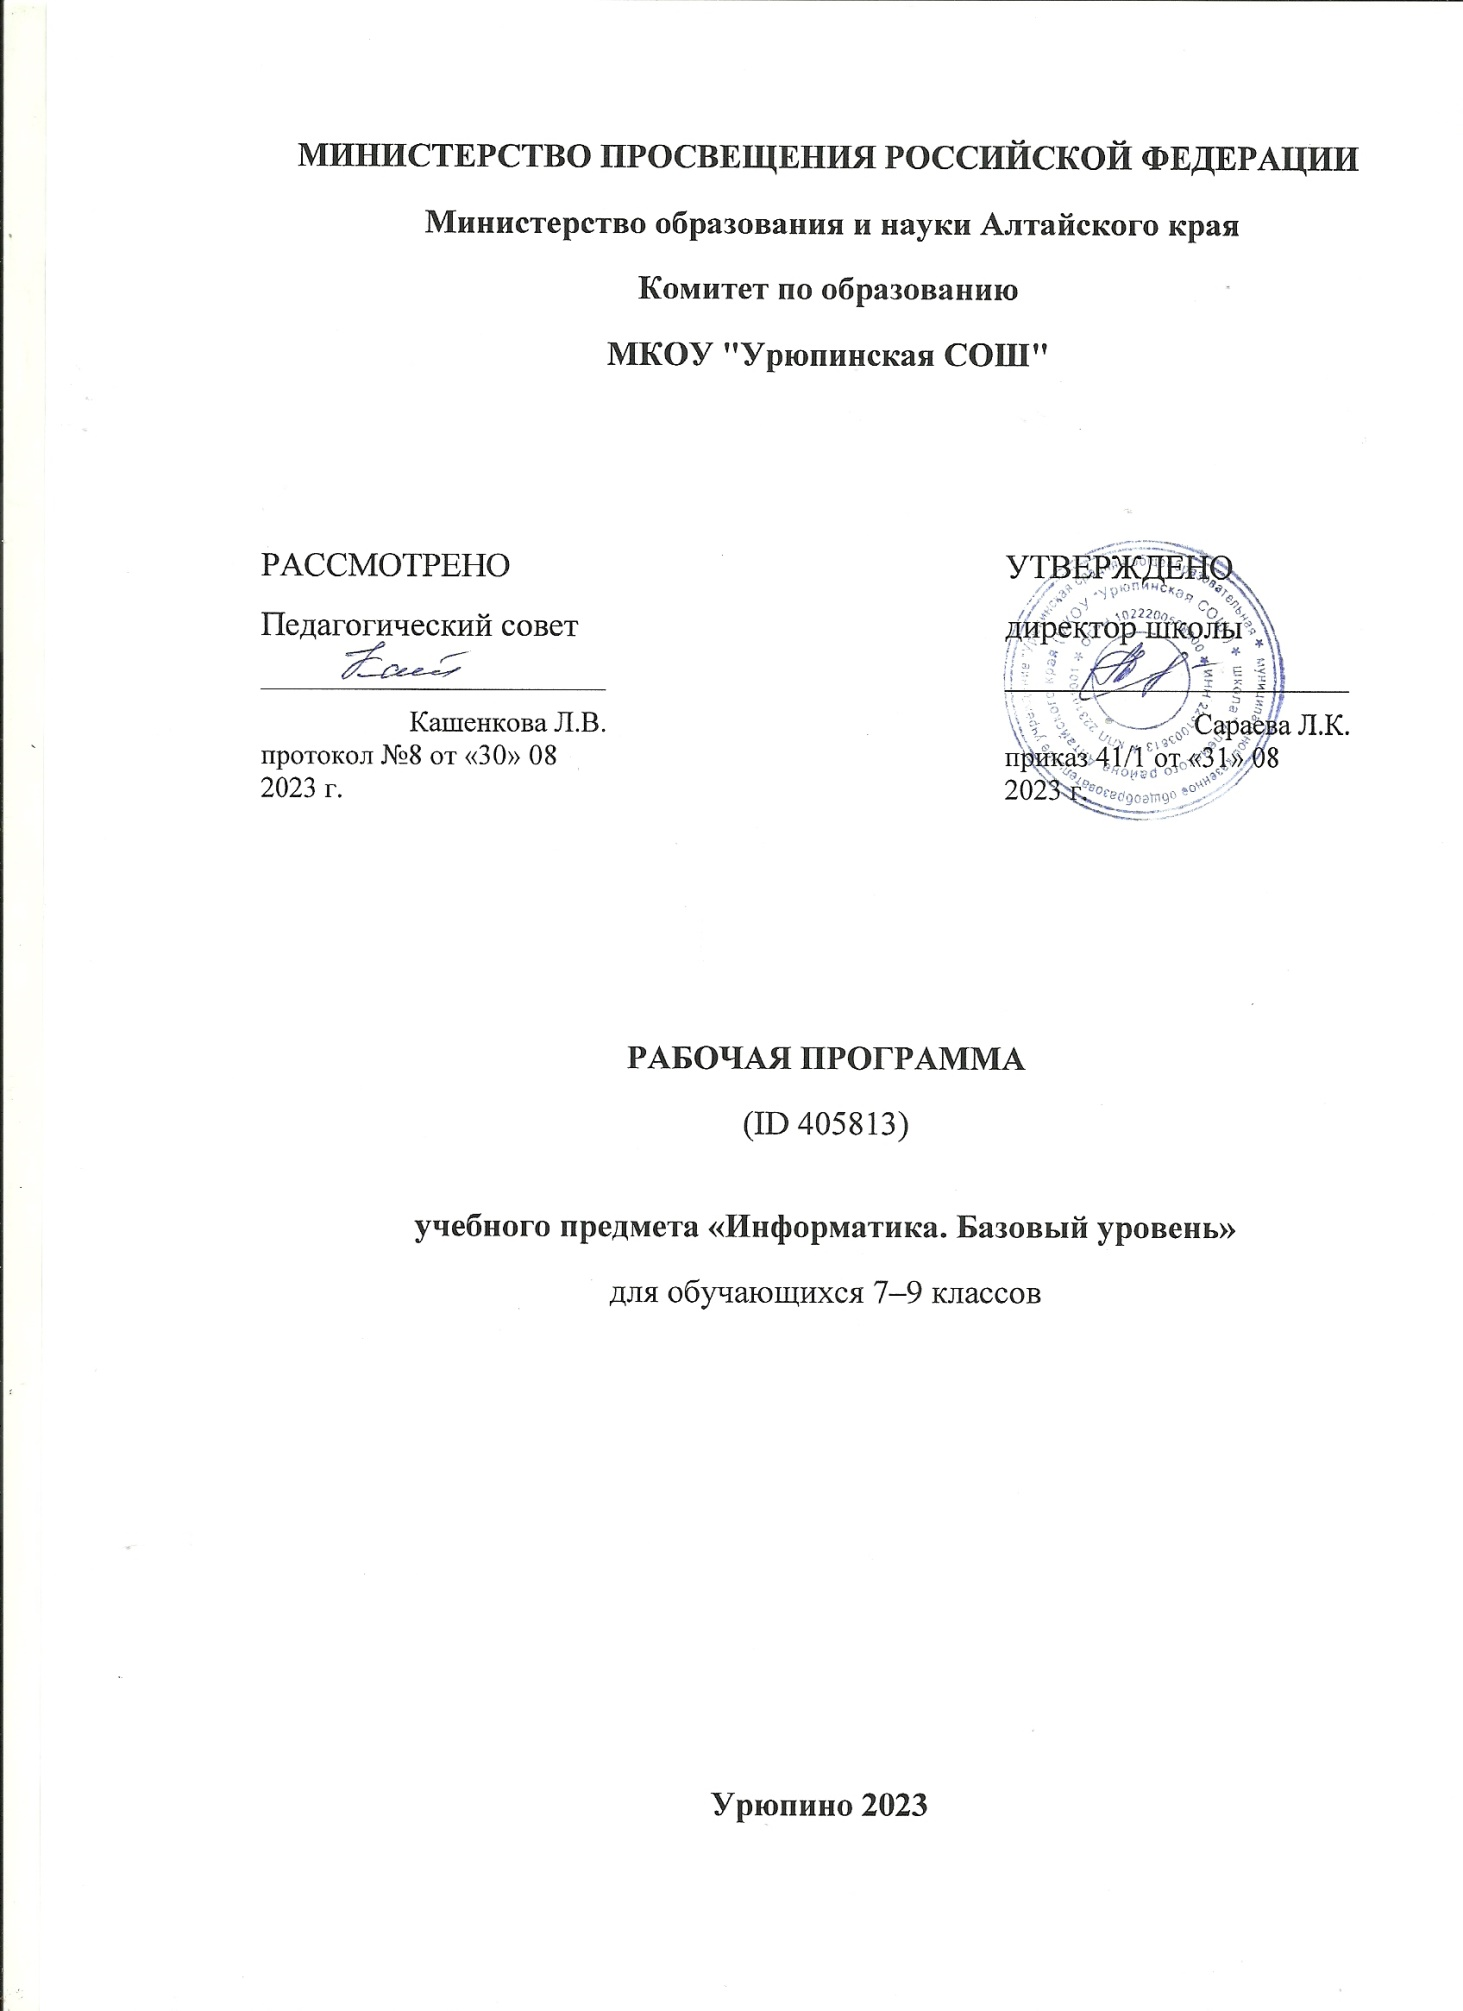 МИНИСТЕРСТВО ПРОСВЕЩЕНИЯ РОССИЙСКОЙ ФЕДЕРАЦИИ
Министерство образования и науки Алтайского края
Комитет по образованию
МКОУ "Урюпинская СОШ"
РАССМОТРЕНО
Педагогический совет
Кашенкова Л.В.
протокол №8 от «30» 08
2023 г.
УТВЕРЖДЕНО
директор школы
Сараева Л.К.
приказ 41/1 от «31» 08
2023 г.
РАБОЧАЯ ПРОГРАММА
(ID 405813)
учебного предмета «Информатика. Базовый уровень»
для обучающихся 7–9 классов
Урюпино 2023